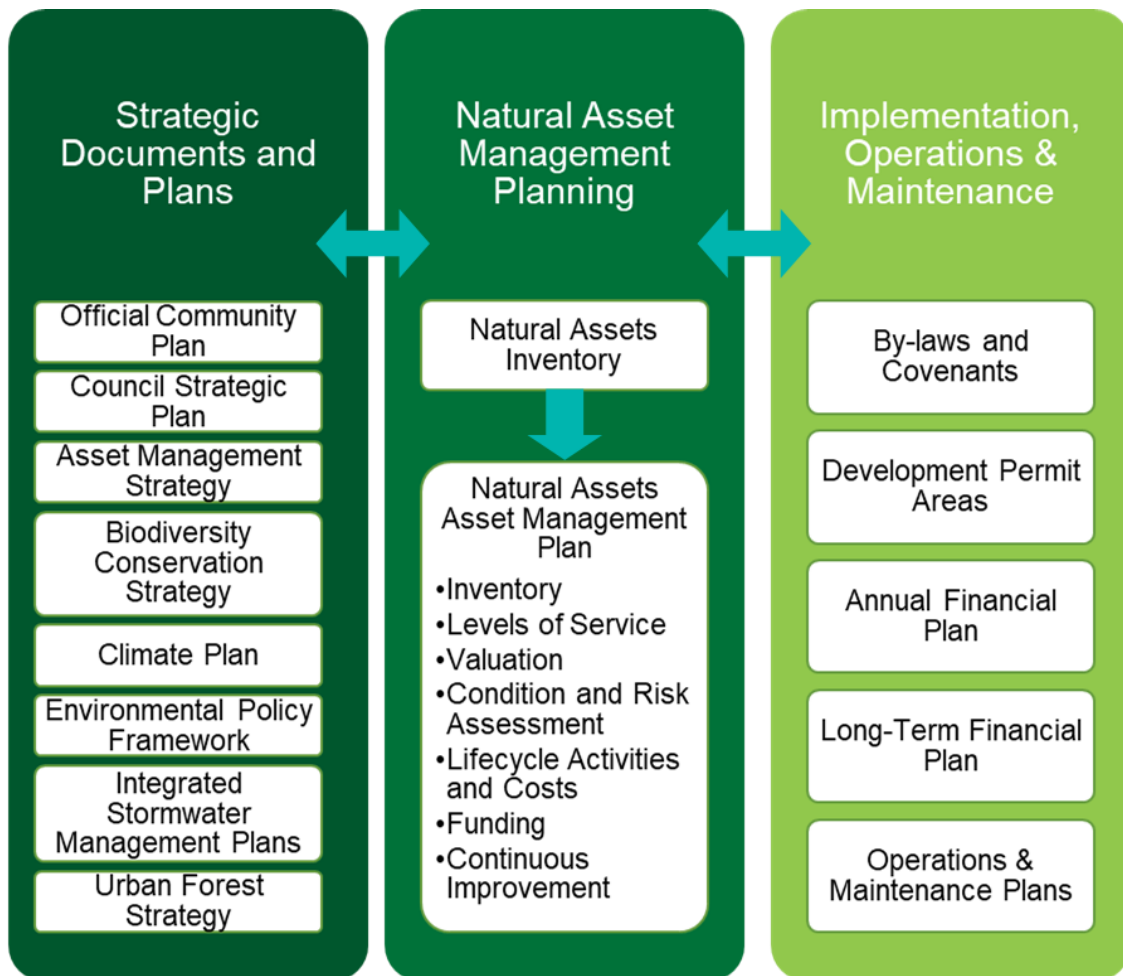 Strategic
Documents and
Plans
Official Community
Plan
Council Strategic
Plan
Asset Management
Strategy
Biodiversity
Conservation
Strategy
Climate Plan
Environmental Policy
Framework
Integrated
Stormwater
Management Plans
Urban Forest
Strategy
Natural Asset
Management
Planning
Natural Assets
Inventory
Natural Assets
Asset Management
Plan
•Inventory
•Levels of Service
•Valuation
•Condition and Risk
Assessment
•Lifecycle Activities
and Costs
•Funding
•Continuous
Improvement
Implementation,
Operations &
Maintenance
By-laws and
Covenants
Development Permit
Areas
Annual Financial
Plan
Long-Term Financial
Plan
Operations &
Maintenance Plans